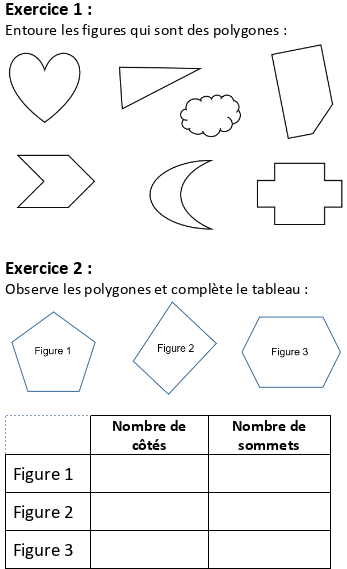 Exercice 1 :
Entoure les figures qui sont des polygones :
Exercice 2 :
Observe les polygones et complète le tableau :
Figure 1
Figure 2
Figure 3
Nombre de
côtés
Nombre de
sommets
Figure 1
Figure 2
Figure 3